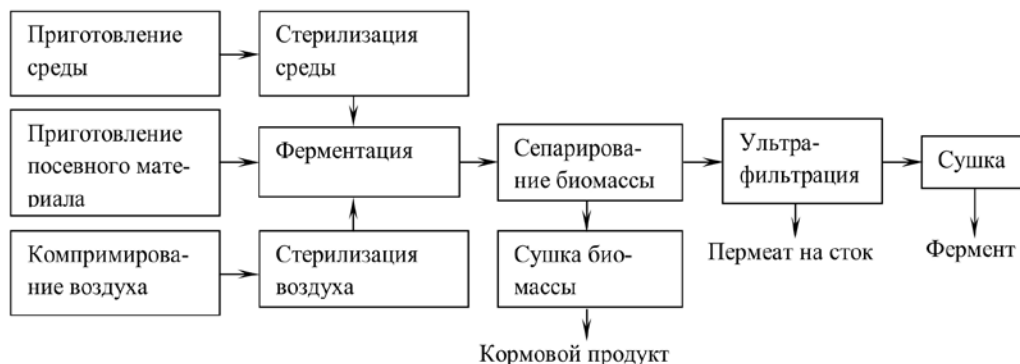 Приготовление
среды
Стерилизация
среды
Приготовление
посевного мате-
риала
Ферментация
Сепарирова-
ние биомассы
Ультра-
фильтрация
Сушка
Компримирова-
ние воздуха
Стерилизация
воздуха
Сушка био-
массы
Пермеат на сток
Фермент
Кормовой продукт